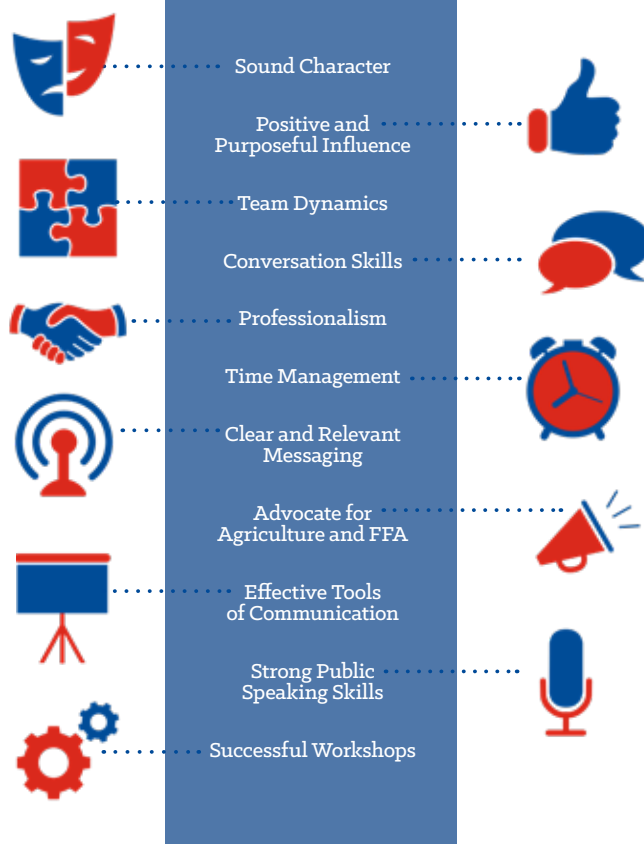 Sound Character
Positive and
Purposeful Influence
Team Dynamics
Conversation Skills
Professionalism
Time Management
Clear and Relevant
Messaging
Advocate for
Agriculture and FFA
Effective Tools
of Communication
Strong Public
Speaking Skills
Successful Workshops